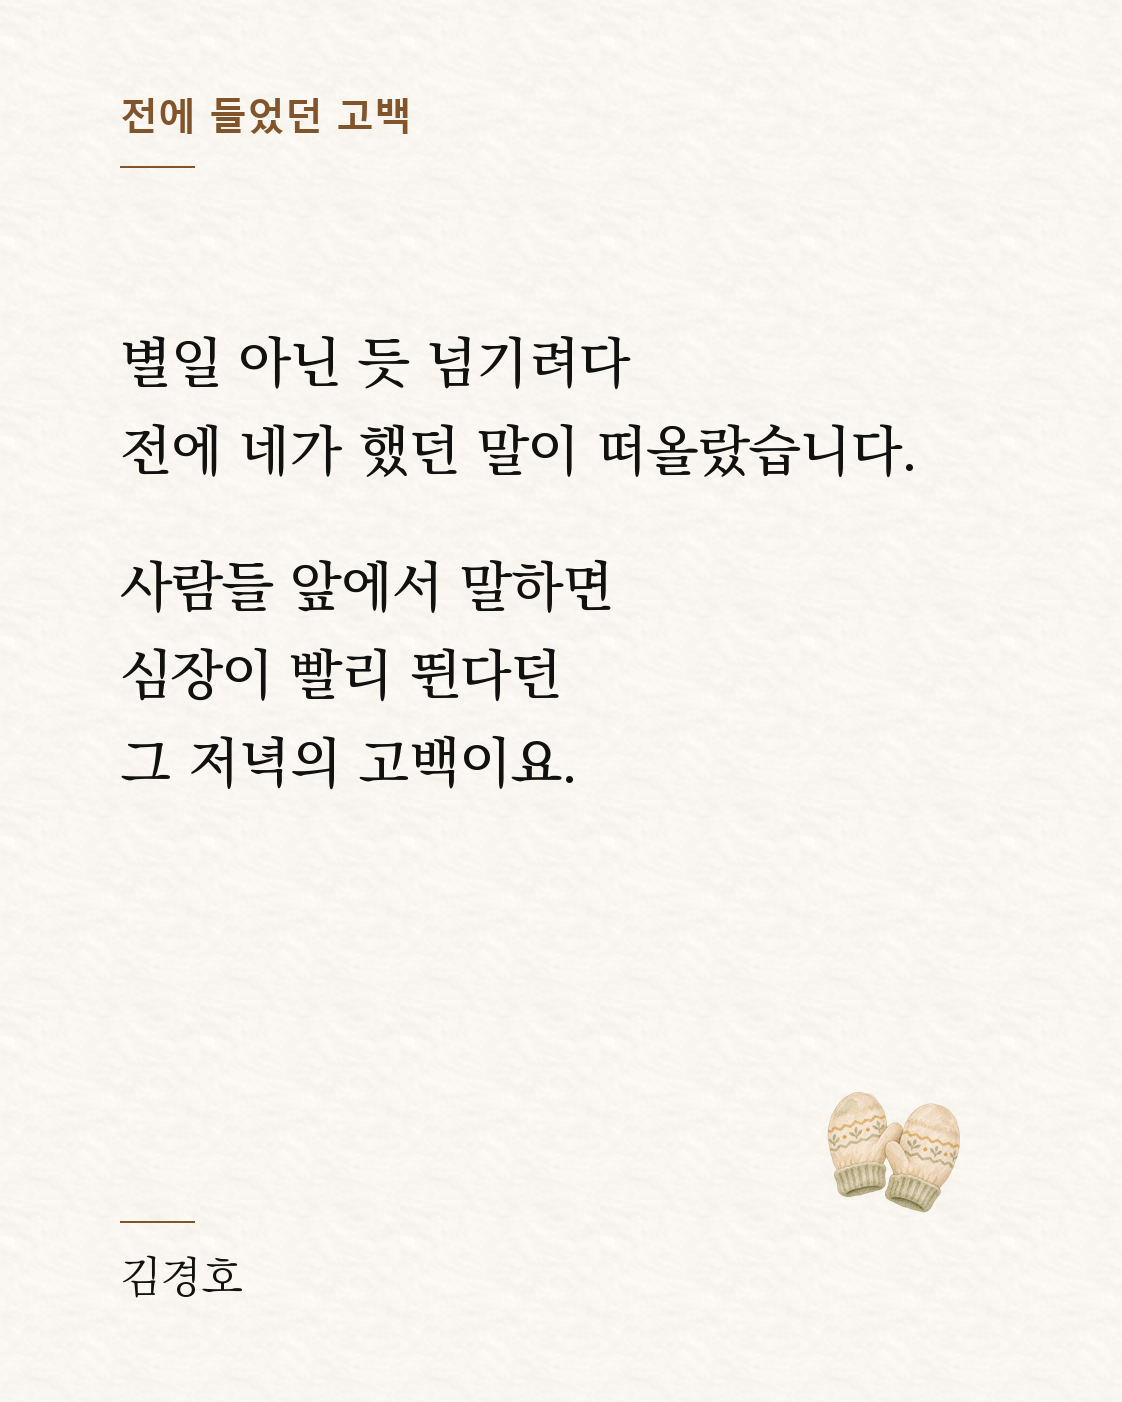 전에 들었던 고백
별일 아닌 듯 넘기려다
전에 네가 했던 말이 떠올랐습니다.
사람들 앞에서 말하면
심장이 빨리 뛴다던
그 저녁의 고백이요.
김경호